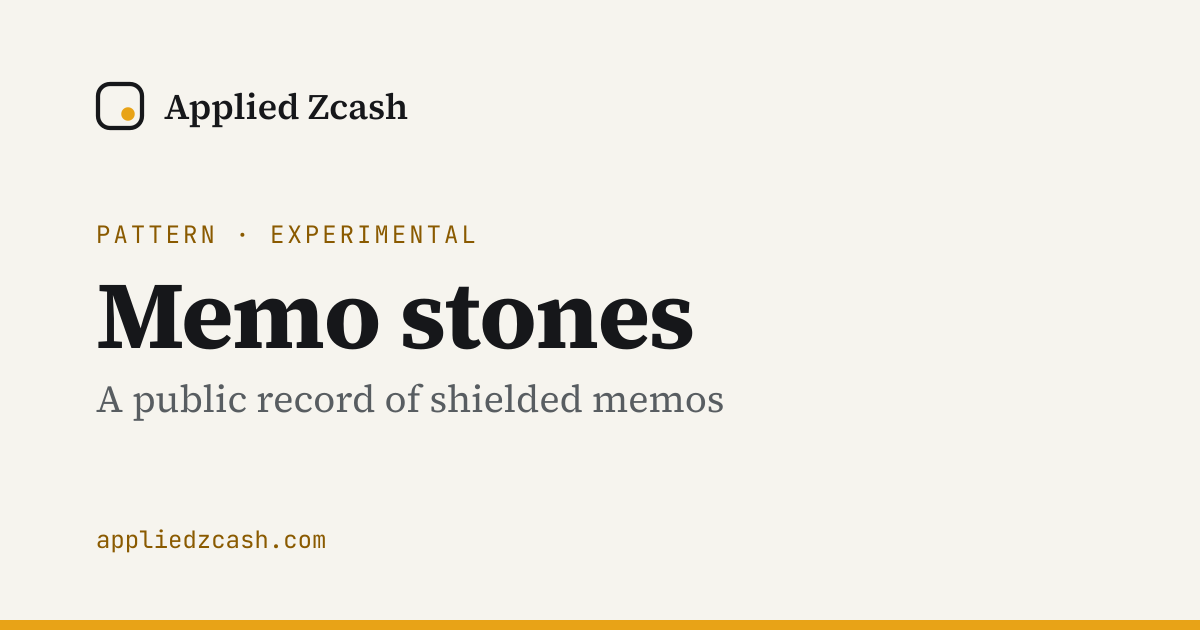 Applied Zcash
PATTERN · EXPERIMENTAL
Memo stones
A public record of shielded memos
appliedzcash.com